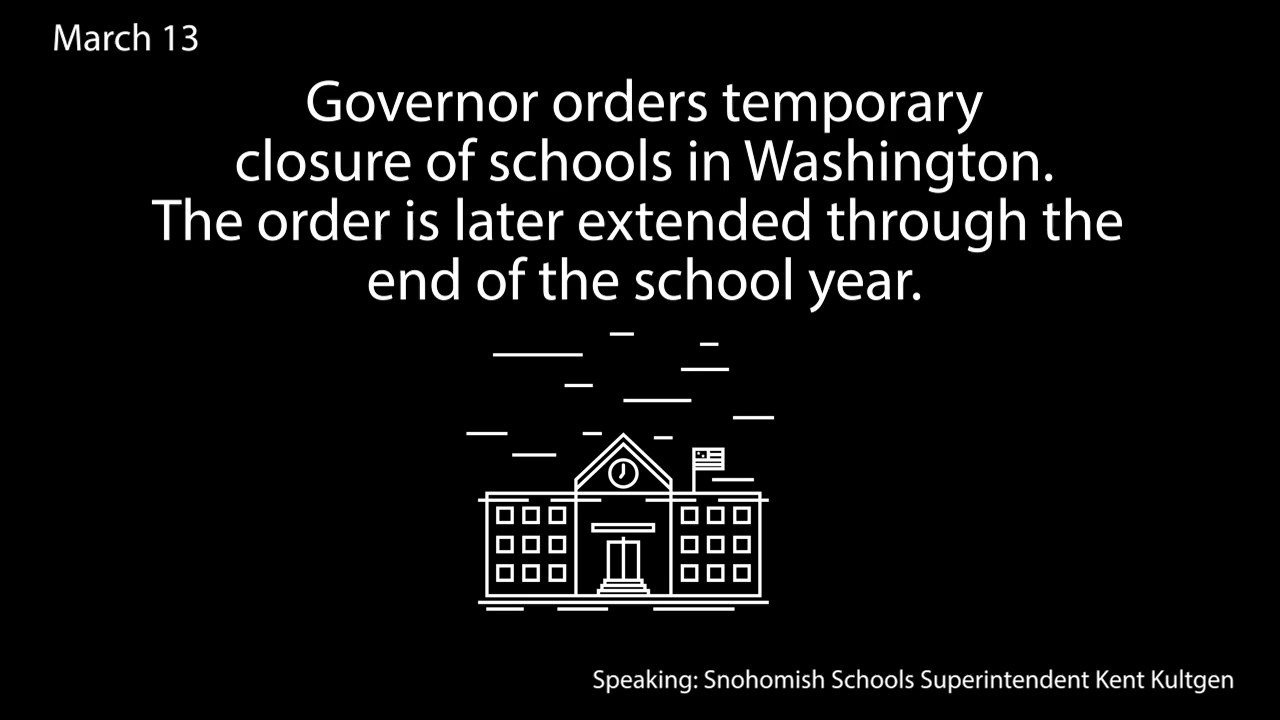 March 13
Governor orders temporary
closure of schools in Washington.
The order is later extended through the
end of the school year.
Speaking: Snohomish Schools Superintendent Kent Kultgen